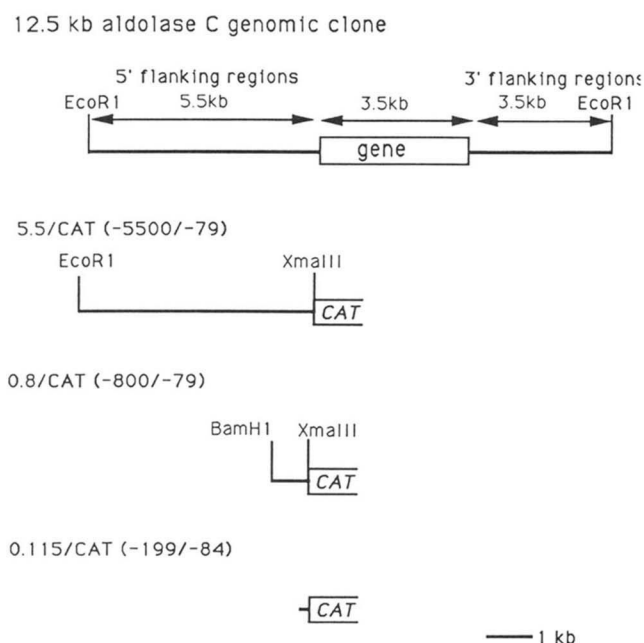 12.5 kb aldolase C genomic clone
5' flanking regions 3' flanking regions
EcoR1 5.5kb 3.5kb 3.5kb EcoR1
gene
5.5/CAT (-5500/-79)
EcoR1 XmaIII
CAT
0.8/CAT (-800/-79)
BamH1 XmaIII
CAT
0.115/CAT (-199/-84)
CAT
1 kb